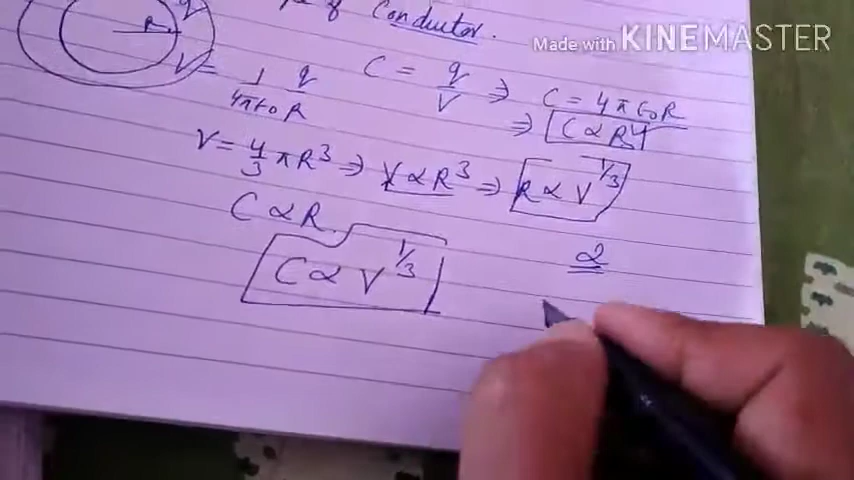 R q of Conductor.
Made with KINEMASTER
V = 1/4πϵ0 q/R C = q/V ⇒ C = 4πϵ0R
⇒ C ∝ R
V = 4/3 πR³ ⇒ V ∝ R³ ⇒ R ∝ V^1/3
C ∝ R
C ∝ V^1/3
∝